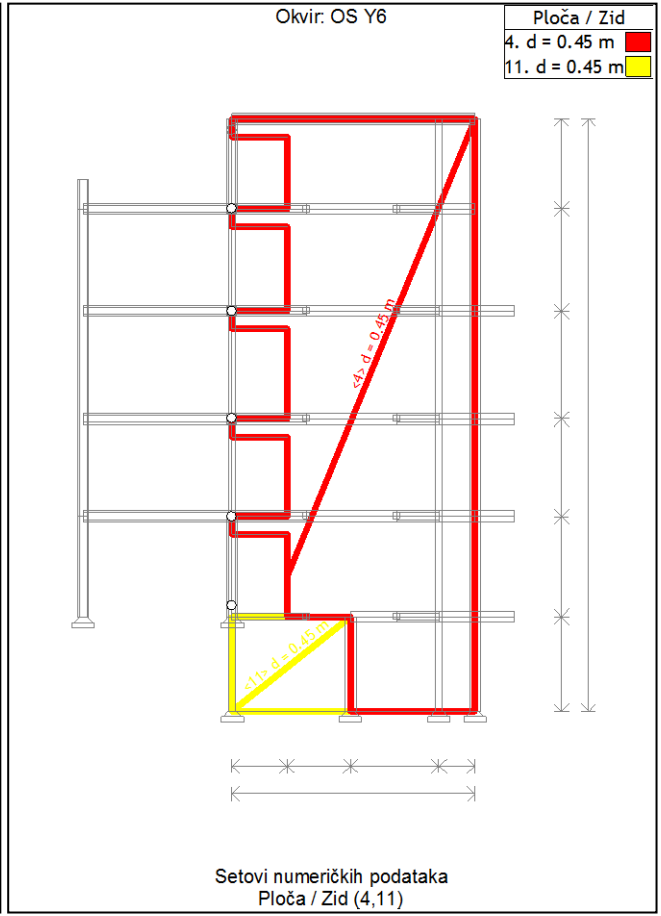 Okvir: OS Y6
Ploča / Zid
4. d = 0.45 m
11. d = 0.45 m
<4> d = 0.45 m
<11> d = 0.45 m
Setovi numeričkih podataka
Ploča / Zid (4,11)